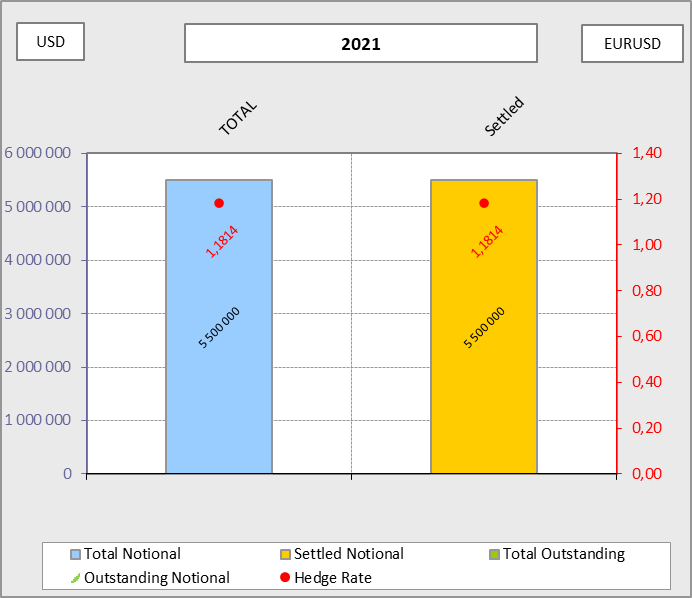 USD
2021
EURUSD
TOTAL
Settled
6 000 000
5 000 000
4 000 000
3 000 000
2 000 000
1 000 000
0
1,40
1,20
1,00
0,80
0,60
0,40
0,20
0,00
1,1814
1,1814
5 500 000
5 500 000
Total Notional
Settled Notional
Total Outstanding
Outstanding Notional
Hedge Rate